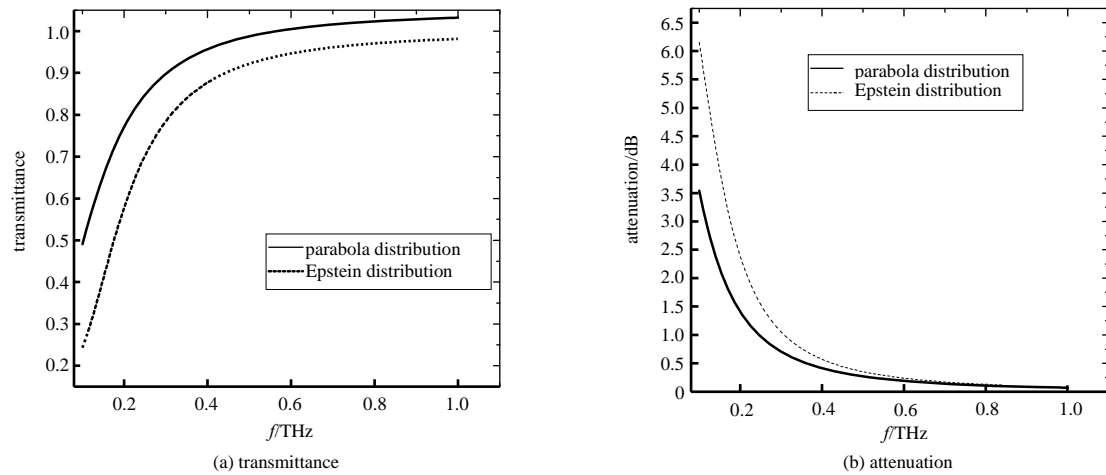 1.0
0.9
0.8
0.7
0.6
0.5
0.4
0.3
0.2
transmittance
parabola distribution
Epstein distribution
0.2 0.4 0.6 0.8 1.0
f/THz
(a) transmittance
6.5
6.0
5.5
5.0
4.5
4.0
3.5
3.0
2.5
2.0
1.5
1.0
0.5
0
attenuation/dB
parabola distribution
Epstein distribution
0.2 0.4 0.6 0.8 1.0
f/THz
(b) attenuation